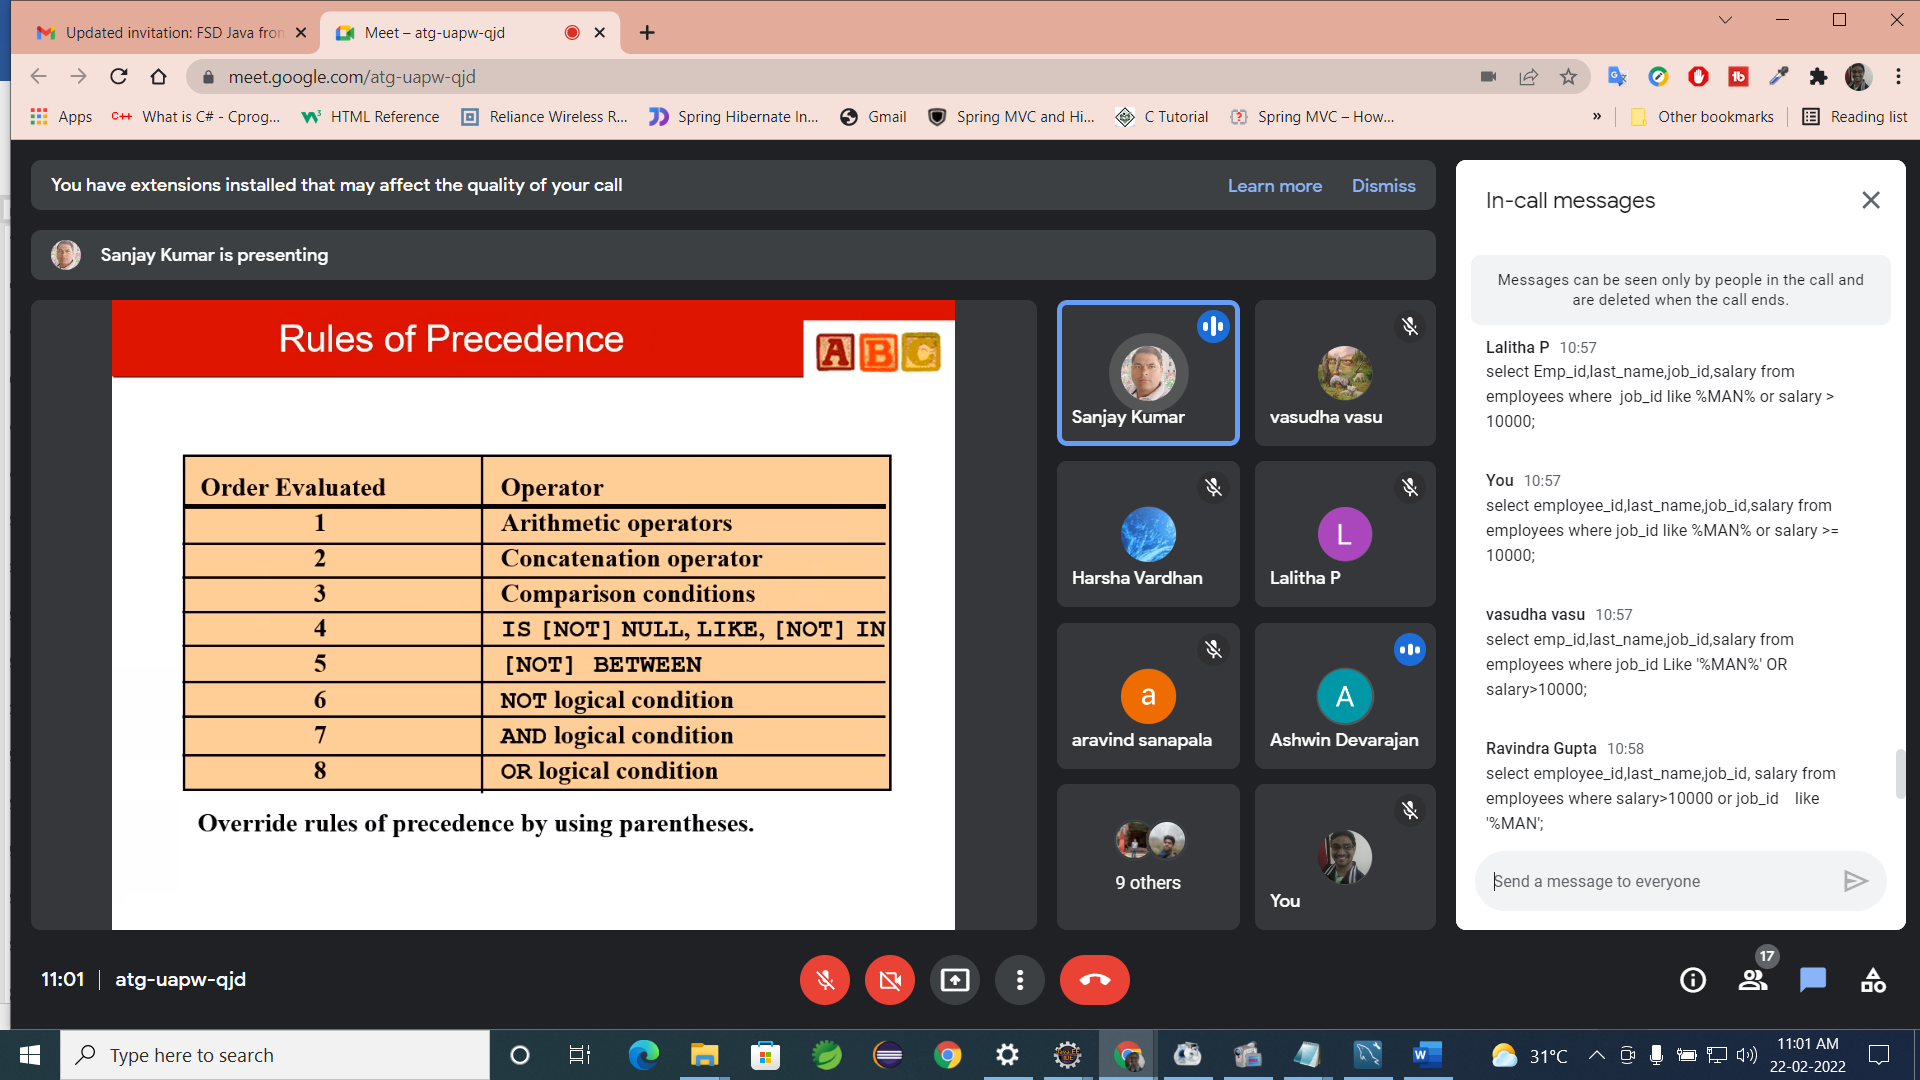 Updated invitation: FSD Java fron
Meet – atg-uapw-qjd
meet.google.com/atg-uapw-qjd
Apps
What is C# - Cprog...
HTML Reference
Reliance Wireless R...
Spring Hibernate In...
Gmail
Spring MVC and Hi...
C Tutorial
Spring MVC – How...
»
Other bookmarks
Reading list
You have extensions installed that may affect the quality of your call
Learn more
Dismiss
Sanjay Kumar is presenting
Rules of Precedence
A B C
Order Evaluated
Operator
1
Arithmetic operators
2
Concatenation operator
3
Comparison conditions
4
IS [NOT] NULL, LIKE, [NOT] IN
5
[NOT] BETWEEN
6
NOT logical condition
7
AND logical condition
8
OR logical condition
Override rules of precedence by using parentheses.
Sanjay Kumar
vasudha vasu
Harsha Vardhan
L
Lalitha P
a
aravind sanapala
A
Ashwin Devarajan
9 others
You
In-call messages
Messages can be seen only by people in the call and
are deleted when the call ends.
Lalitha P 10:57
select Emp_id,last_name,job_id,salary from
employees where job_id like %MAN% or salary >
10000;
You 10:57
select employee_id,last_name,job_id,salary from
employees where job_id like %MAN% or salary >=
10000;
vasudha vasu 10:57
select emp_id,last_name,job_id,salary from
employees where job_id Like '%MAN%' OR
salary>10000;
Ravindra Gupta 10:58
select employee_id,last_name,job_id, salary from
employees where salary>10000 or job_id like
'%MAN';
Send a message to everyone
11:01
atg-uapw-qjd
17
Type here to search
31°C
11:01 AM
22-02-2022